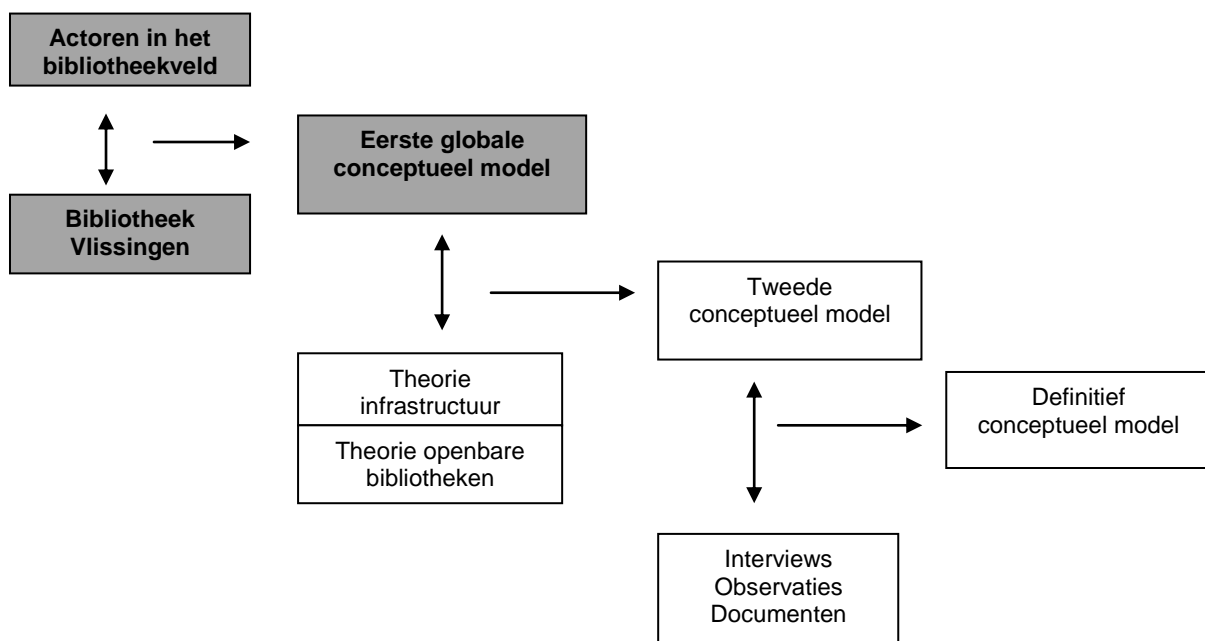 Actoren in het
bibliotheekveld
Eerste globale
conceptueel model
Bibliotheek
Vlissingen
Tweede
conceptueel model
Theorie
infrastructuur
Theorie openbare
bibliotheken
Definitief
conceptueel model
Interviews
Observaties
Documenten